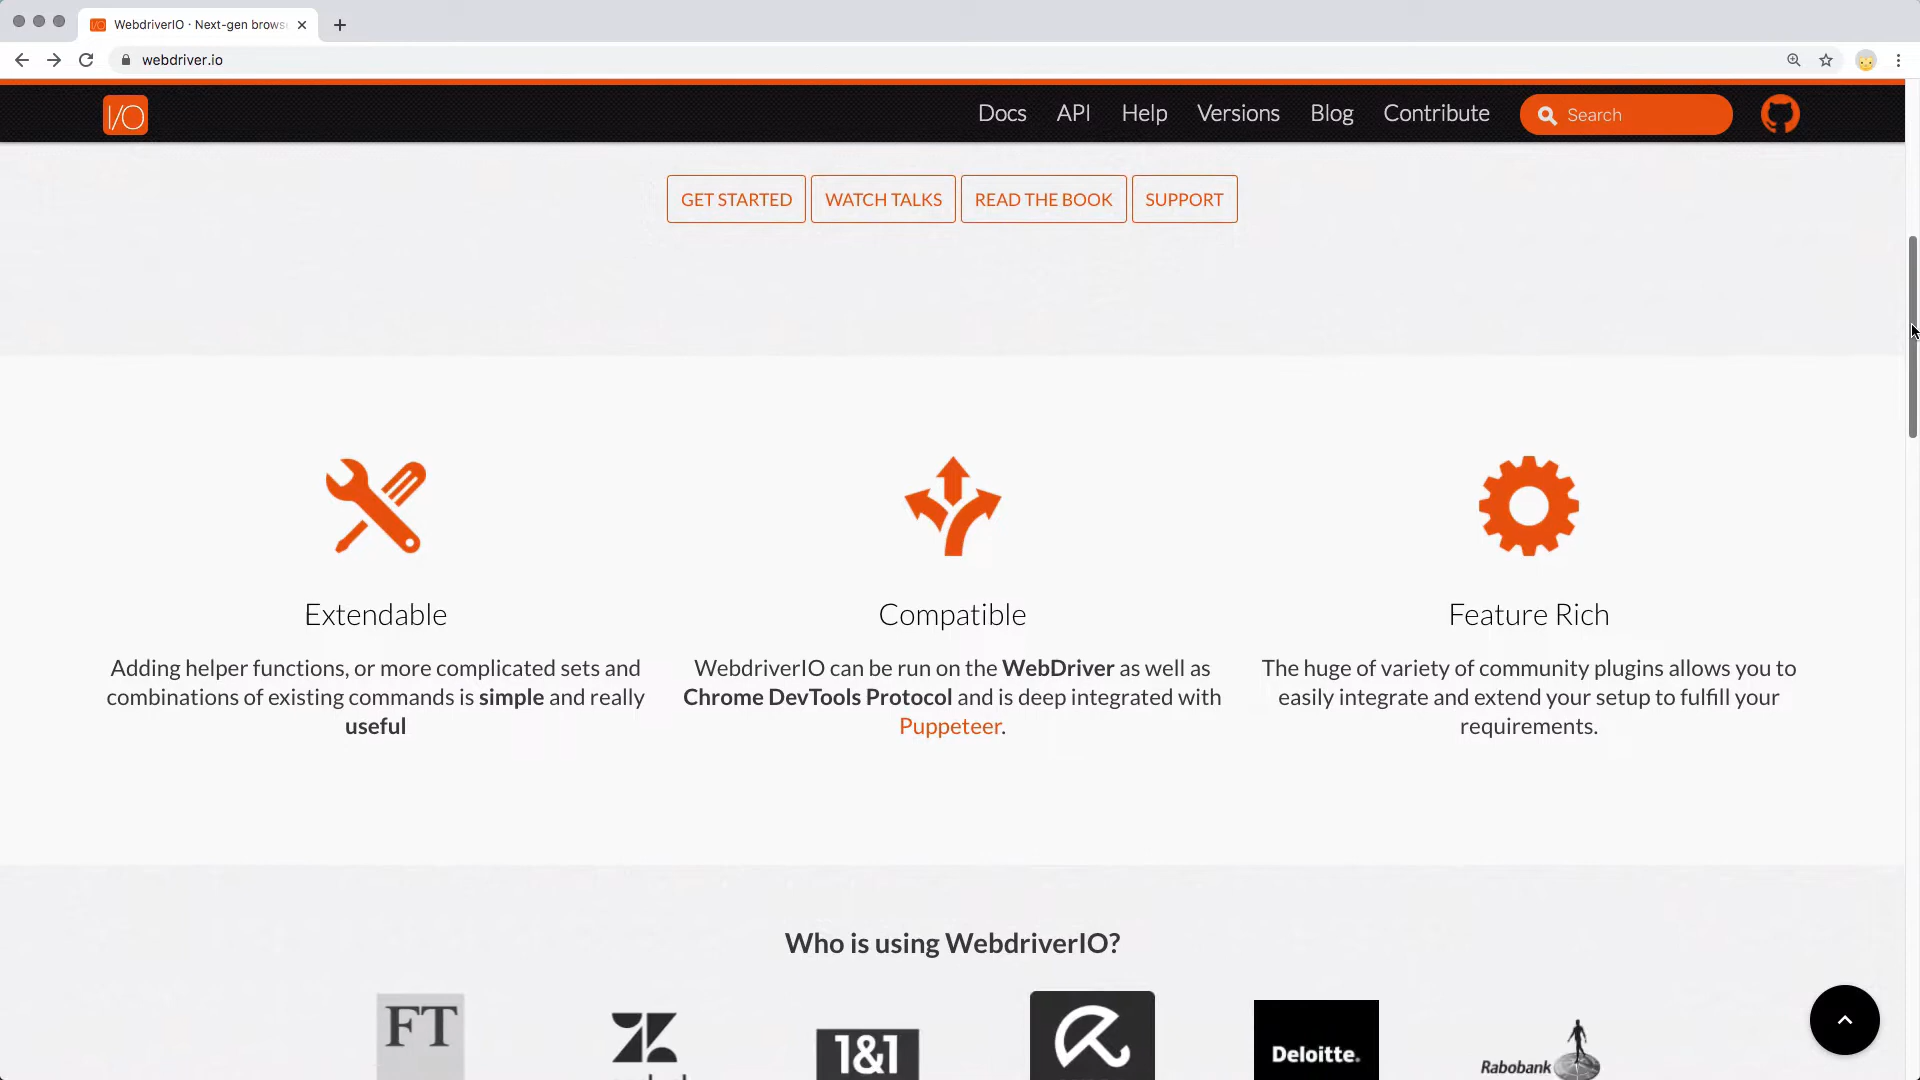 WebdriverIO · Next-gen brows
webdriver.io
I/O
Docs API Help Versions Blog Contribute Search
GET STARTED WATCH TALKS READ THE BOOK SUPPORT
Extendable
Adding helper functions, or more complicated sets and
combinations of existing commands is simple and really
useful
Compatible
WebdriverIO can be run on the WebDriver as well as
Chrome DevTools Protocol and is deep integrated with
Puppeteer.
Feature Rich
The huge of variety of community plugins allows you to
easily integrate and extend your setup to fulfill your
requirements.
Who is using WebdriverIO?
FT
1&1
Deloitte.
Rabobank